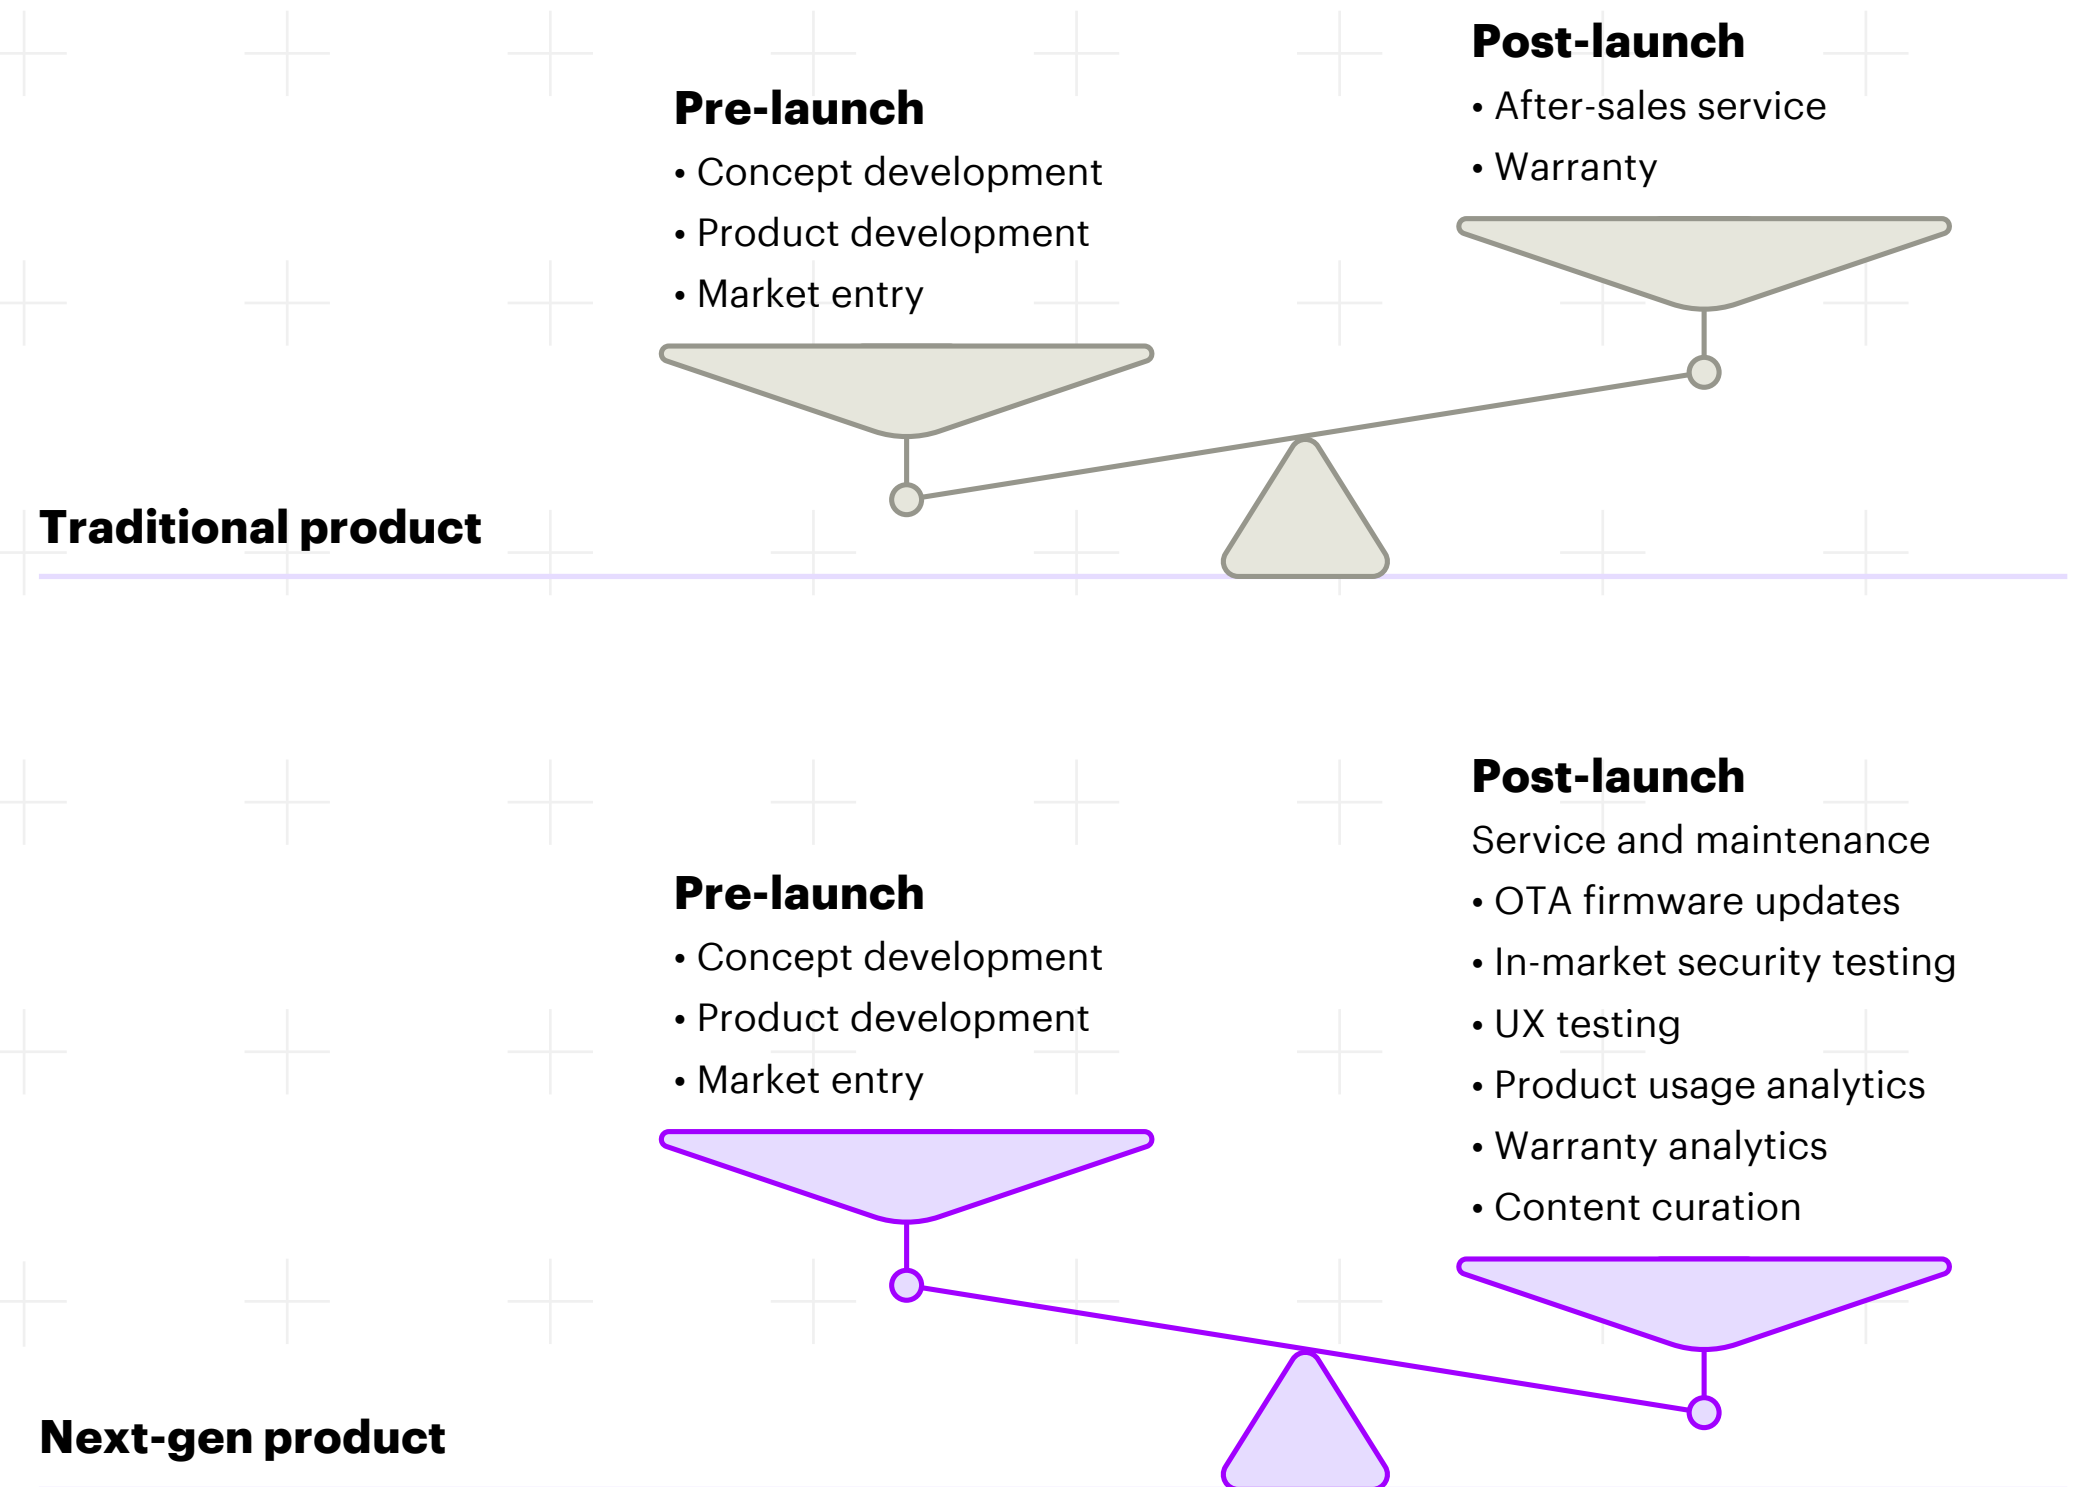 Post-launch
• After-sales service
• Warranty
Pre-launch
• Concept development
• Product development
• Market entry
Traditional product
Post-launch
Service and maintenance
• OTA firmware updates
• In-market security testing
• UX testing
• Product usage analytics
• Warranty analytics
• Content curation
Pre-launch
• Concept development
• Product development
• Market entry
Next-gen product